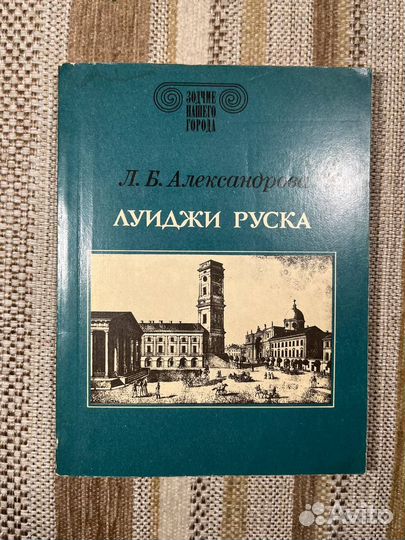 ЗОДЧИЕ
НАШЕГО
ГОРОДА
Л. Б. Александрова
ЛУИДЖИ РУСКА
Avito